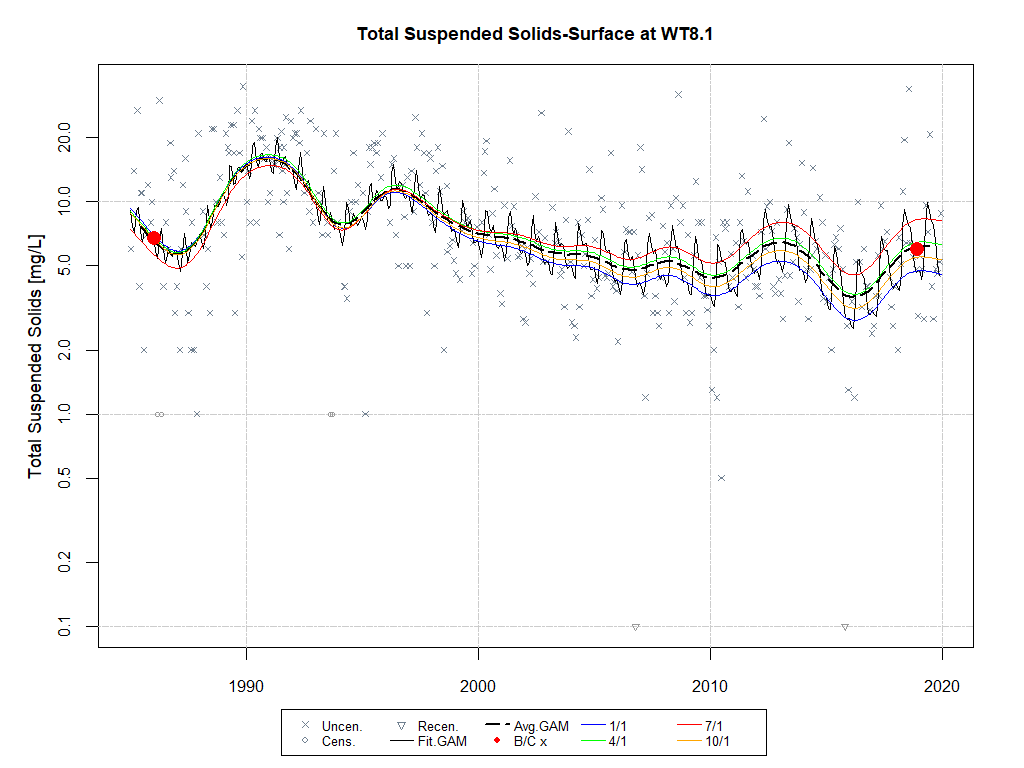 Total Suspended Solids-Surface at WT8.1
Total Suspended Solids [mg/L]
20.0
10.0
5.0
2.0
1.0
0.5
0.2
0.1
1990 2000 2010 2020
Uncen. Recen. Avg.GAM 1/1 7/1
Cens. Fit.GAM B/C x 4/1 10/1